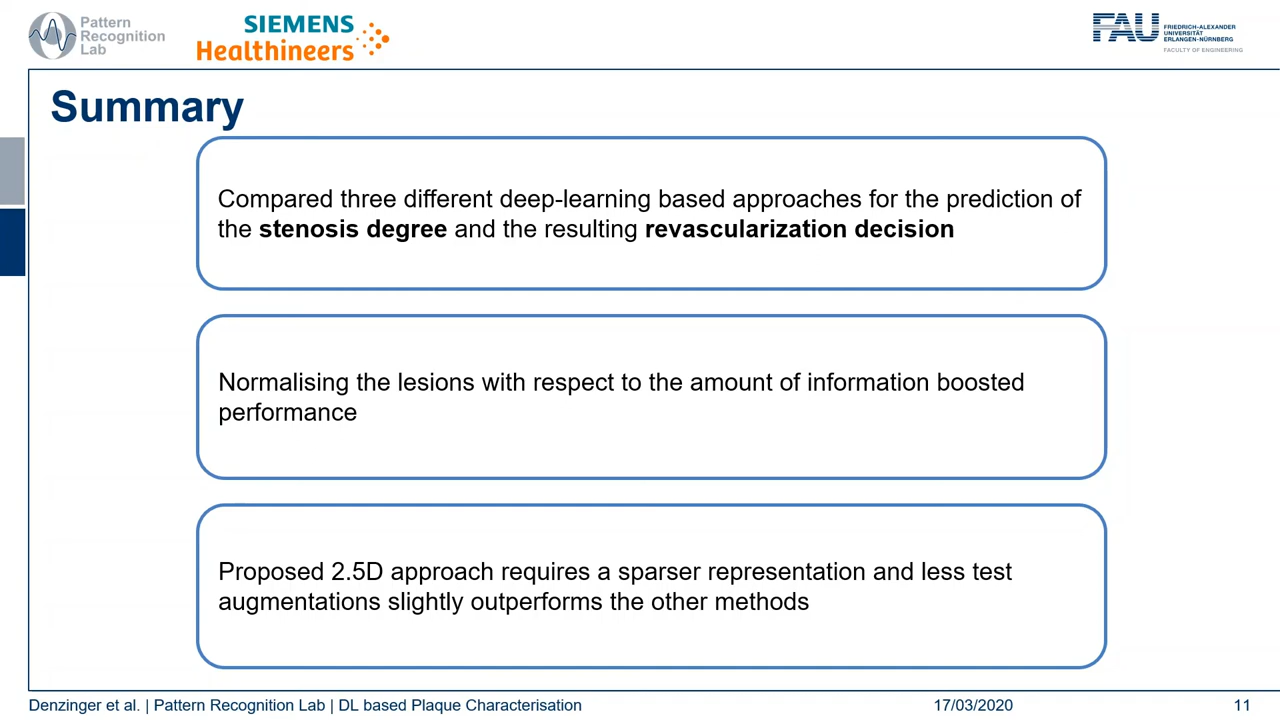 Pattern
Recognition
Lab
SIEMENS
Healthineers
FAU
FRIEDRICH-ALEXANDER
UNIVERSITÄT
ERLANGEN-NÜRNBERG
FACULTY OF ENGINEERING
Summary
Compared three different deep-learning based approaches for the prediction of
the stenosis degree and the resulting revascularization decision
Normalising the lesions with respect to the amount of information boosted
performance
Proposed 2.5D approach requires a sparser representation and less test
augmentations slightly outperforms the other methods
Denzinger et al. | Pattern Recognition Lab | DL based Plaque Characterisation
17/03/2020
11